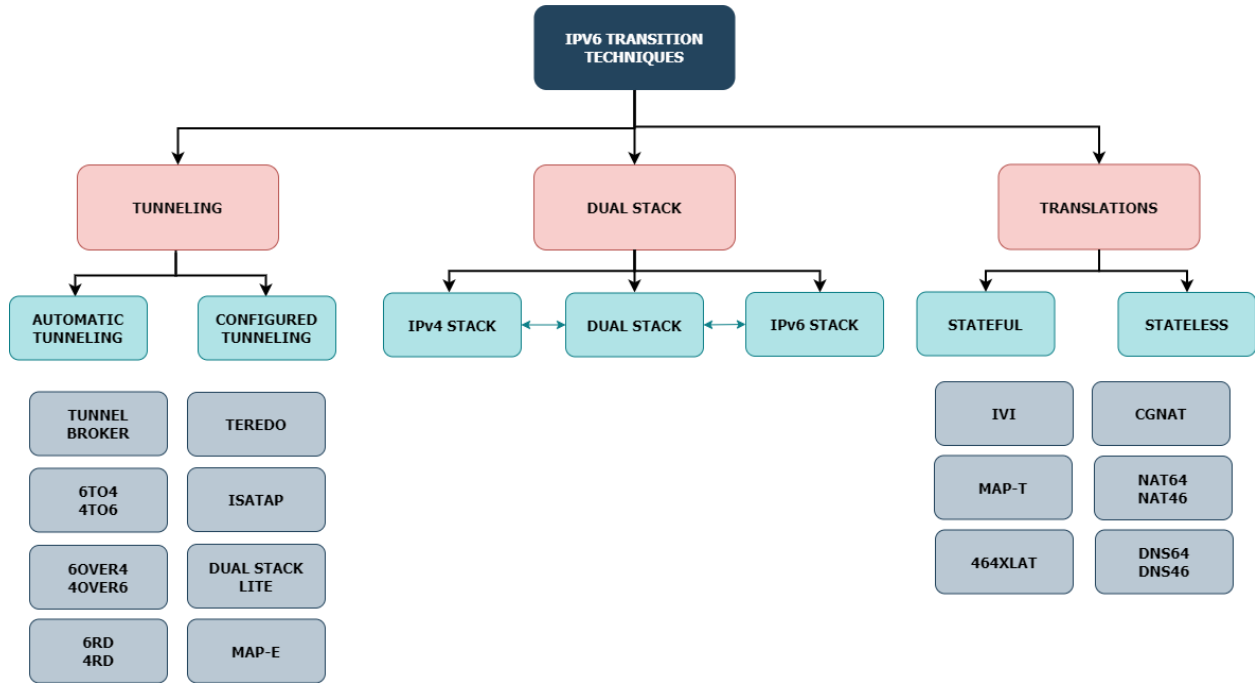 IPV6 TRANSITION
TECHNIQUES
TUNNELING
DUAL STACK
TRANSLATIONS
AUTOMATIC
TUNNELING
CONFIGURED
TUNNELING
IPv4 STACK
DUAL STACK
IPv6 STACK
STATEFUL
STATELESS
TUNNEL
BROKER
TEREDO
IVI
CGNAT
6TO4
4TO6
ISATAP
MAP-T
NAT64
NAT46
6OVER4
4OVER6
DUAL STACK
LITE
464XLAT
DNS64
DNS46
6RD
4RD
MAP-E